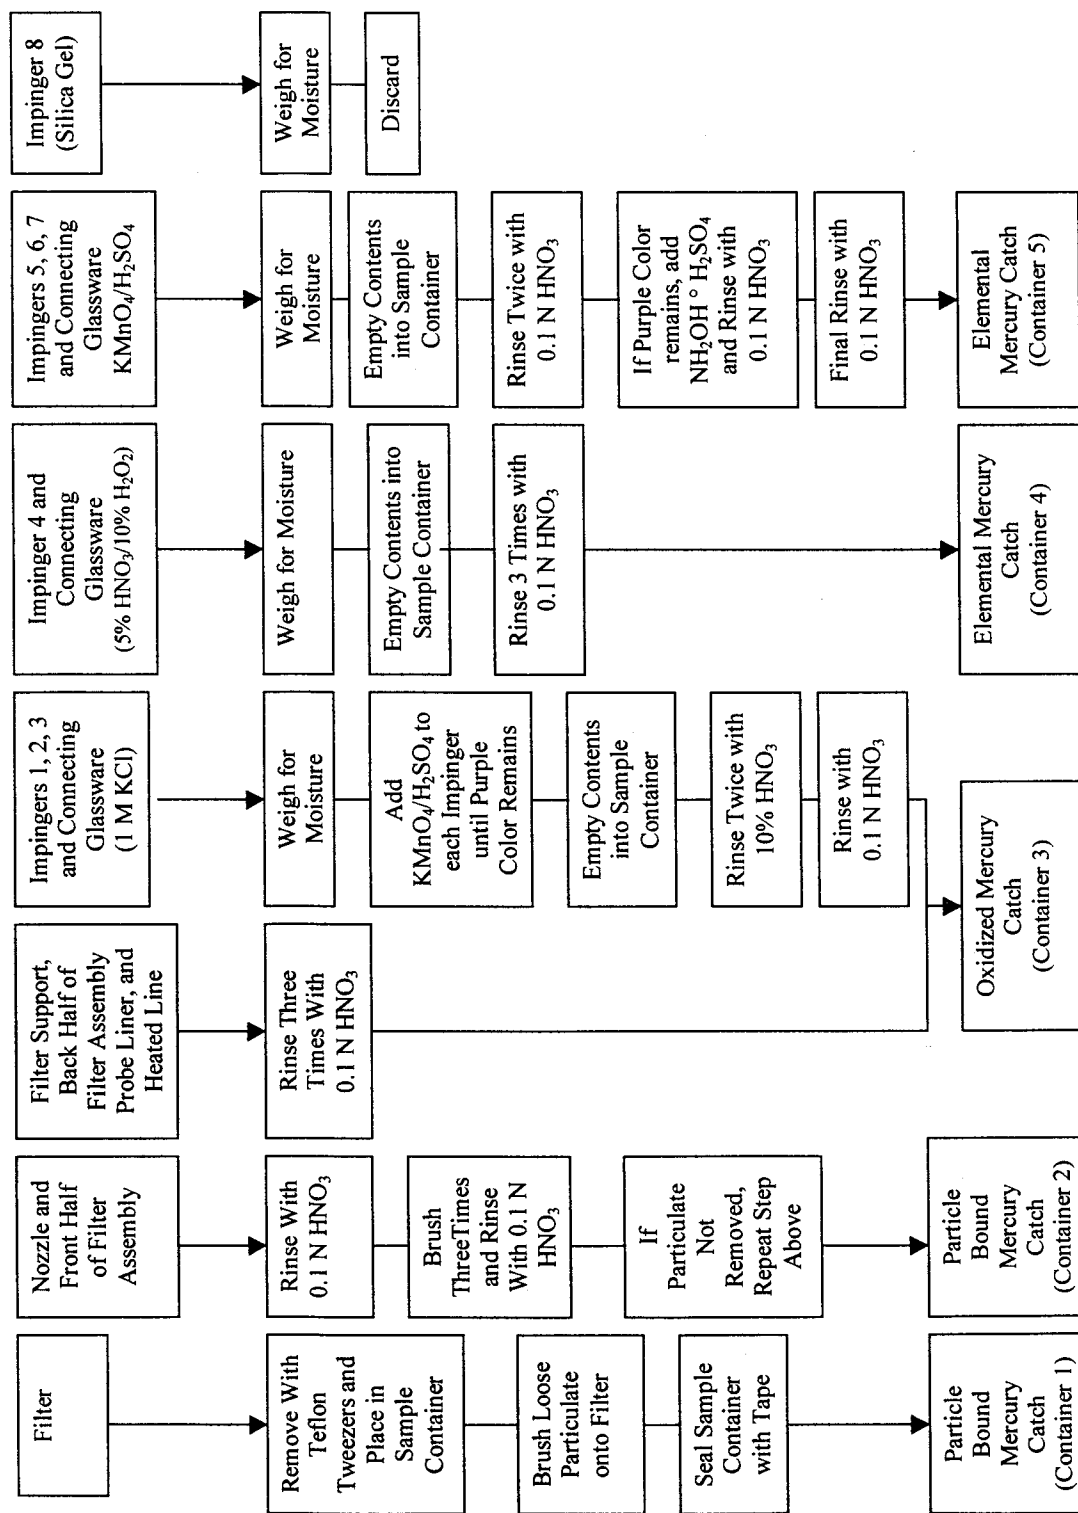 Filter
Remove With
Teflon
Tweezers and
Place in
Sample
Container
Brush Loose
Particulate
onto Filter
Seal Sample
Container
with Tape
Particle
Bound
Mercury
Catch
(Container 1)
Nozzle and
Front Half
of Filter
Assembly
Rinse With
0.1 N HNO₃
Brush
ThreeTimes
and Rinse
With 0.1 N
HNO₃
If
Particulate
Not
Removed,
Repeat Step
Above
Particle
Bound
Mercury
Catch
(Container 2)
Filter Support,
Back Half of
Filter Assembly
Probe Liner, and
Heated Line
Rinse Three
Times With
0.1 N HNO₃
Impingers 1, 2, 3
and Connecting
Glassware
(1 M KCl)
Weigh for
Moisture
Add
KMnO₄/H₂SO₄ to
each Impinger
until Purple
Color Remains
Empty Contents
into Sample
Container
Rinse Twice with
10% HNO₃
Rinse with
0.1 N HNO₃
Oxidized Mercury
Catch
(Container 3)
Impinger 4 and
Connecting
Glassware
(5% HNO₃/10% H₂O₂)
Weigh for Moisture
Empty Contents into
Sample Container
Rinse 3 Times with
0.1 N HNO₃
Elemental Mercury
Catch
(Container 4)
Impingers 5, 6, 7
and Connecting
Glassware
KMnO₄/H₂SO₄
Weigh for
Moisture
Empty Contents
into Sample
Container
Rinse Twice with
0.1 N HNO₃
If Purple Color
remains, add
NH₂OH ° H₂SO₄
and Rinse with
0.1 N HNO₃
Final Rinse with
0.1 N HNO₃
Elemental
Mercury Catch
(Container 5)
Impinger 8
(Silica Gel)
Weigh for
Moisture
Discard